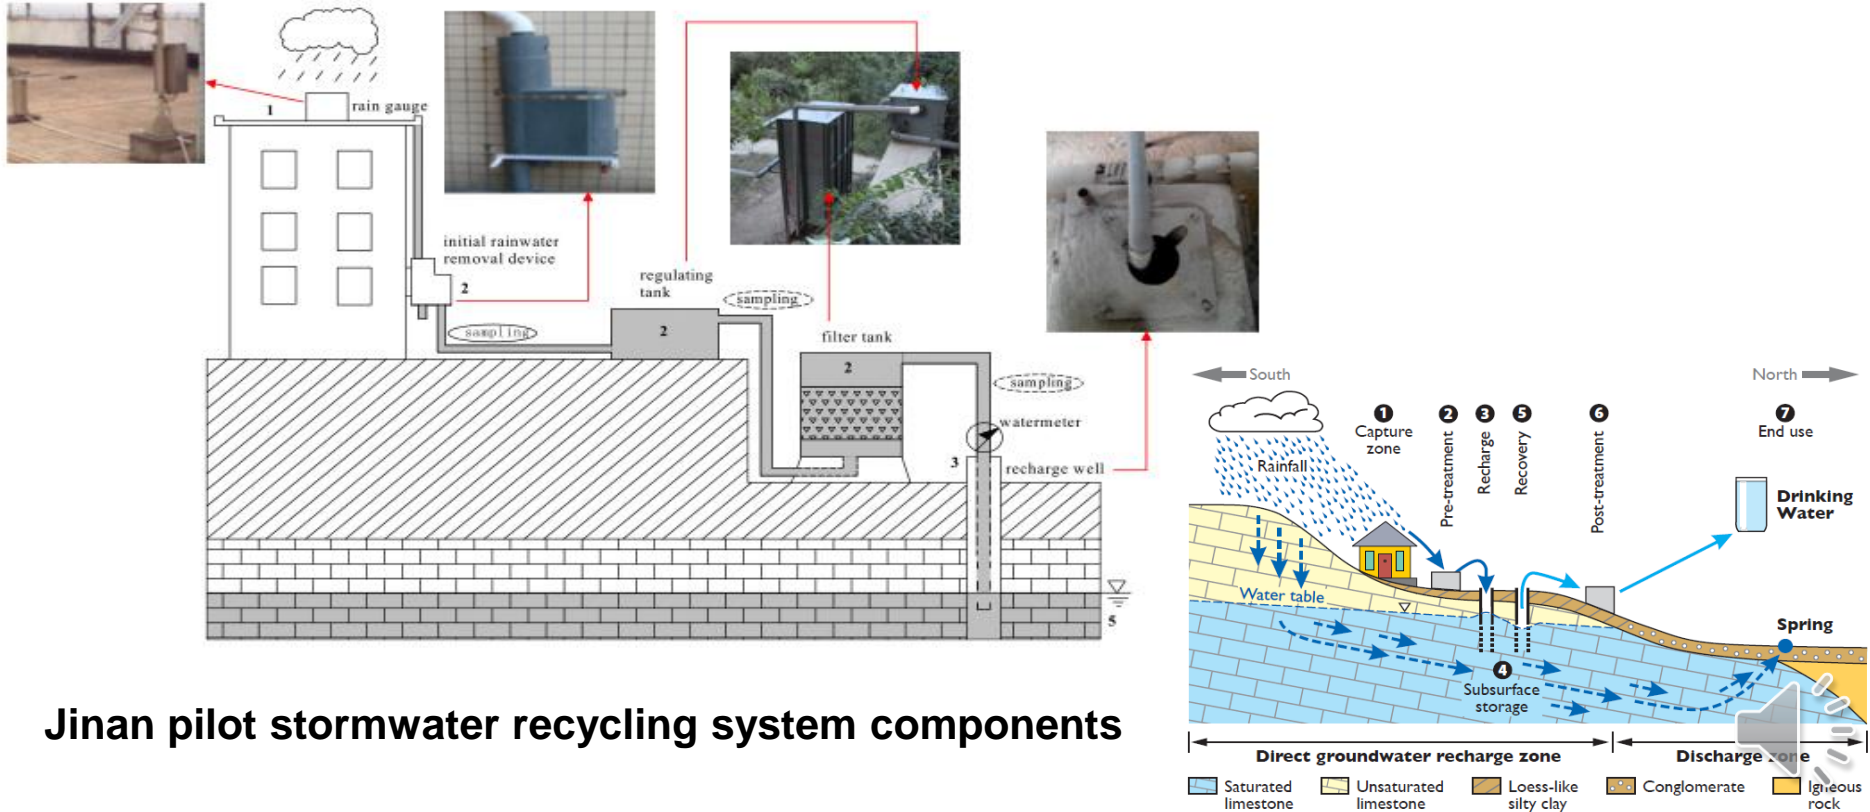 1
rain gauge
initial rainwater
removal device
2
sampling
regulating
tank
2
sampling
filter tank
2
sampling
watermeter
3
recharge well
5
Jinan pilot stormwater recycling system components
South
North
1
Capture
zone
2
Pre-treatment
3
Recharge
5
Recovery
6
Post-treatment
7
End use
Rainfall
Drinking
Water
Water table
Spring
4
Subsurface
storage
Direct groundwater recharge zone
Discharge zone
Saturated
limestone
Unsaturated
limestone
Loess-like
silty clay
Conglomerate
Igneous
rock